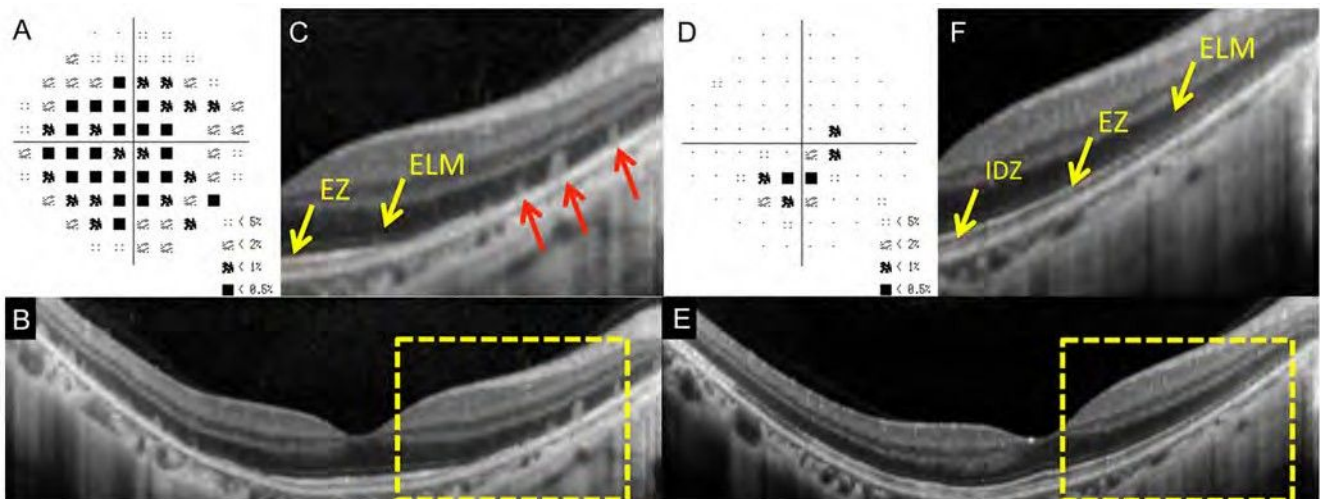 A
:: < 5%
< 2%
< 1%
■ < 0.5%
C
EZ
ELM
D
:: < 5%
< 2%
< 1%
■ < 0.5%
F
ELM
EZ
IDZ
B
E